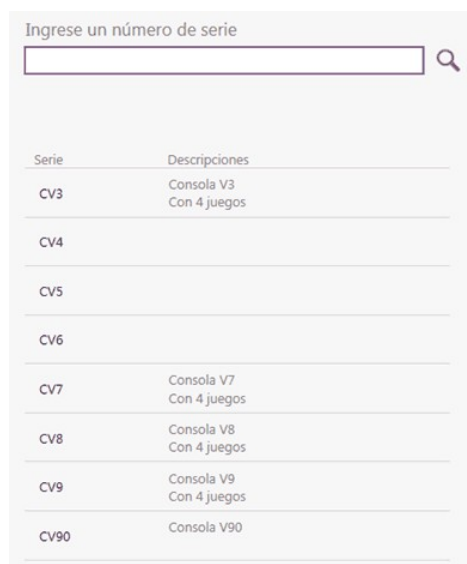 Ingrese un número de serie
Serie Descripciones
CV3 Consola V3
Con 4 juegos
CV4
CV5
CV6
CV7 Consola V7
Con 4 juegos
CV8 Consola V8
Con 4 juegos
CV9 Consola V9
Con 4 juegos
CV90 Consola V90